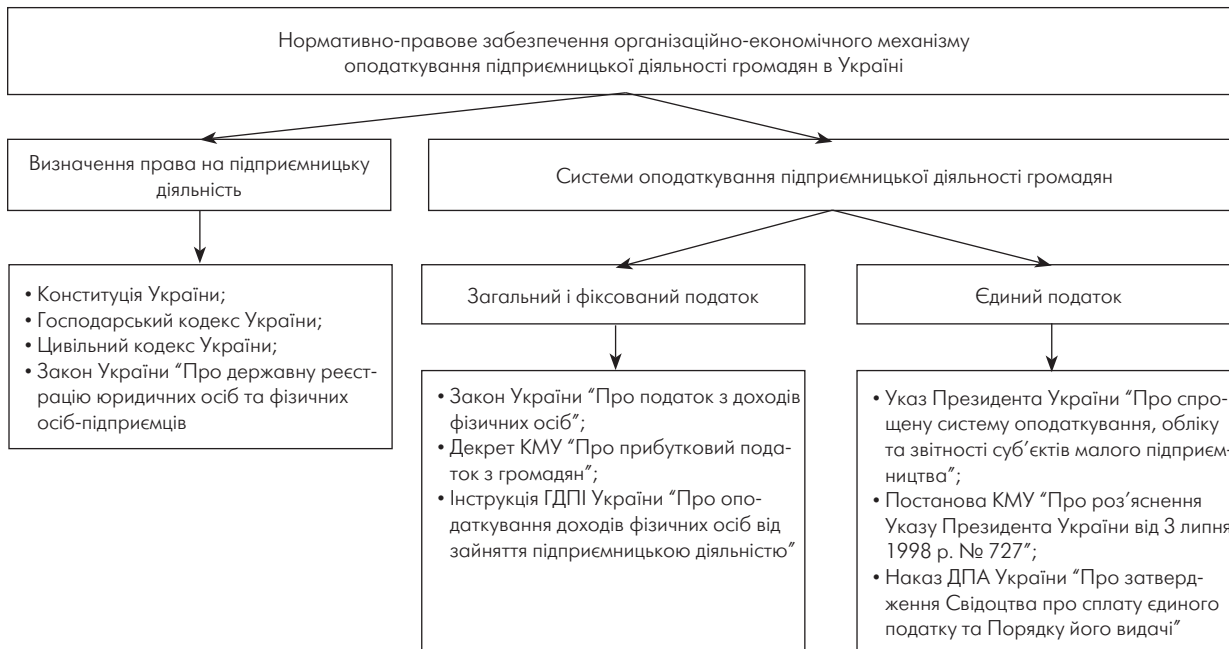 Нормативно-правове забезпечення організаційно-економічного механізму
оподаткування підприємницької діяльності громадян в Україні
Визначення права на підприємницьку
діяльність
Системи оподаткування підприємницької діяльності громадян
• Конституція України;
• Господарський кодекс України;
• Цивільний кодекс України;
• Закон України “Про державну реєст-
рацію юридичних осіб та фізичних
осіб-підприємців
Загальний і фіксований податок
Єдиний податок
• Закон України “Про податок з доходів
фізичних осіб”;
• Декрет КМУ “Про прибутковий пода-
ток з громадян”;
• Інструкція ГДПІ України “Про опо-
даткування доходів фізичних осіб від
зайняття підприємницькою діяльністю”
• Указ Президента України “Про спро-
щену систему оподаткування, обліку
та звітності суб’єктів малого підприєм-
ництва”;
• Постанова КМУ “Про роз’яснення
Указу Президента України від 3 липня
1998 р. № 727”;
• Наказ ДПА України “Про затверд-
ження Свідоцтва про сплату єдиного
податку та Порядку його видачі”